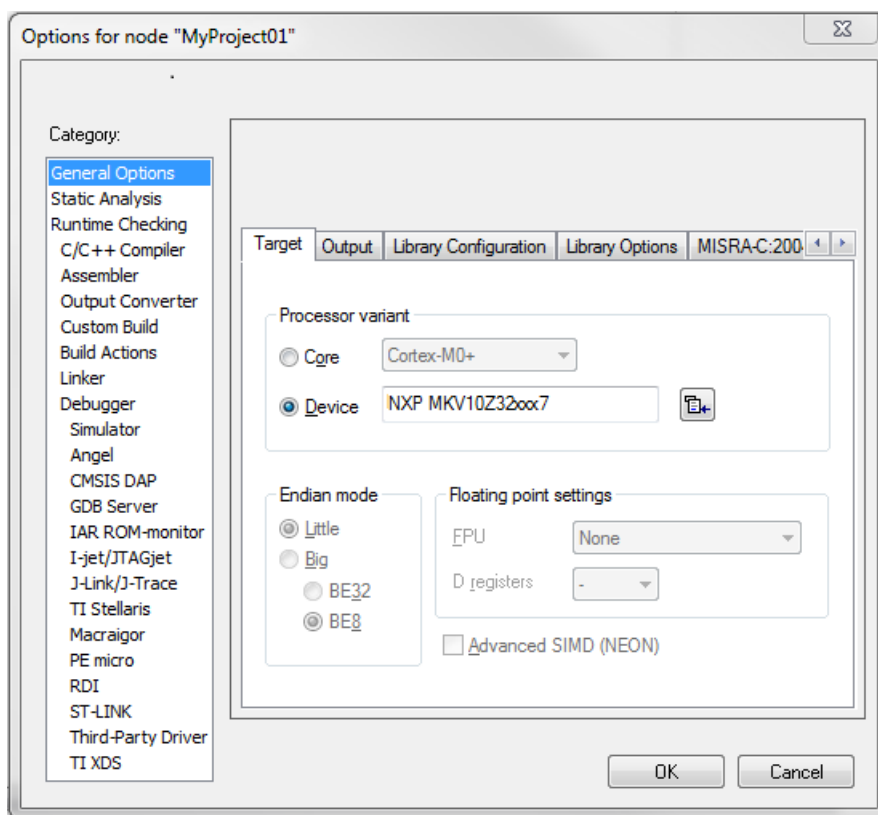 Options for node "MyProject01"
Category:
General Options
Static Analysis
Runtime Checking
C/C++ Compiler
Assembler
Output Converter
Custom Build
Build Actions
Linker
Debugger
Simulator
Angel
CMSIS DAP
GDB Server
IAR ROM-monitor
I-jet/JTAGjet
J-Link/J-Trace
TI Stellaris
Macraigor
PE micro
RDI
ST-LINK
Third-Party Driver
TI XDS
Target Output Library Configuration Library Options MISRA-C:200
Processor variant
Core Cortex-M0+
Device NXP MKV10Z32xxx7
Endian mode
Little
Big
BE32
BE8
Floating point settings
FPU None
D registers -
Advanced SIMD (NEON)
OK Cancel